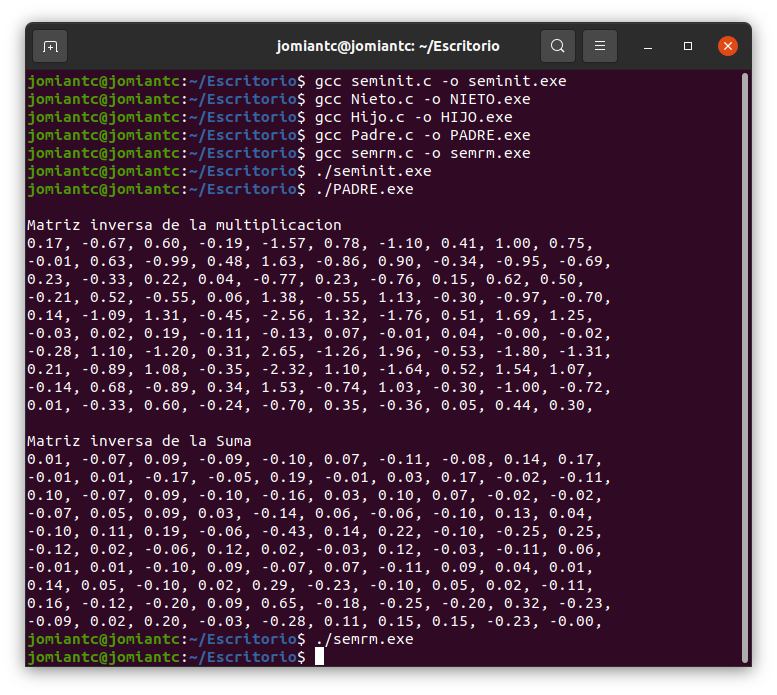 jomiantc@jomiantc: ~/Escritorio
jomiantc@jomiantc:~/Escritorio$ gcc seminit.c -o seminit.exe
jomiantc@jomiantc:~/Escritorio$ gcc Nieto.c -o NIETO.exe
jomiantc@jomiantc:~/Escritorio$ gcc Hijo.c -o HIJO.exe
jomiantc@jomiantc:~/Escritorio$ gcc Padre.c -o PADRE.exe
jomiantc@jomiantc:~/Escritorio$ gcc semrm.c -o semrm.exe
jomiantc@jomiantc:~/Escritorio$ ./seminit.exe
jomiantc@jomiantc:~/Escritorio$ ./PADRE.exe
Matriz inversa de la multiplicacion
0.17, -0.67, 0.60, -0.19, -1.57, 0.78, -1.10, 0.41, 1.00, 0.75,
-0.01, 0.63, -0.99, 0.48, 1.63, -0.86, 0.90, -0.34, -0.95, -0.69,
0.23, -0.33, 0.22, 0.04, -0.77, 0.23, -0.76, 0.15, 0.62, 0.50,
-0.21, 0.52, -0.55, 0.06, 1.38, -0.55, 1.13, -0.30, -0.97, -0.70,
0.14, -1.09, 1.31, -0.45, -2.56, 1.32, -1.76, 0.51, 1.69, 1.25,
-0.03, 0.02, 0.19, -0.11, -0.13, 0.07, -0.01, 0.04, -0.00, -0.02,
-0.28, 1.10, -1.20, 0.31, 2.65, -1.26, 1.96, -0.53, -1.80, -1.31,
0.21, -0.89, 1.08, -0.35, -2.32, 1.10, -1.64, 0.52, 1.54, 1.07,
-0.14, 0.68, -0.89, 0.34, 1.53, -0.74, 1.03, -0.30, -1.00, -0.72,
0.01, -0.33, 0.60, -0.24, -0.70, 0.35, -0.36, 0.05, 0.44, 0.30,
Matriz inversa de la Suma
0.01, -0.07, 0.09, -0.09, -0.10, 0.07, -0.11, -0.08, 0.14, 0.17,
-0.01, 0.01, -0.17, -0.05, 0.19, -0.01, 0.03, 0.17, -0.02, -0.11,
0.10, -0.07, 0.09, -0.10, -0.16, 0.03, 0.10, 0.07, -0.02, -0.02,
-0.07, 0.05, 0.09, 0.03, -0.14, 0.06, -0.06, -0.10, 0.13, 0.04,
-0.10, 0.11, 0.19, -0.06, -0.43, 0.14, 0.22, -0.10, -0.25, 0.25,
-0.12, 0.02, -0.06, 0.12, 0.02, -0.03, 0.12, -0.03, -0.11, 0.06,
-0.01, 0.01, -0.10, 0.09, -0.07, 0.07, -0.11, 0.09, 0.04, 0.01,
0.14, 0.05, -0.10, 0.02, 0.29, -0.23, -0.10, 0.05, 0.02, -0.11,
0.16, -0.12, -0.20, 0.09, 0.65, -0.18, -0.25, -0.20, 0.32, -0.23,
-0.09, 0.02, 0.20, -0.03, -0.28, 0.11, 0.15, 0.15, -0.23, -0.00,
jomiantc@jomiantc:~/Escritorio$ ./semrm.exe
jomiantc@jomiantc:~/Escritorio$